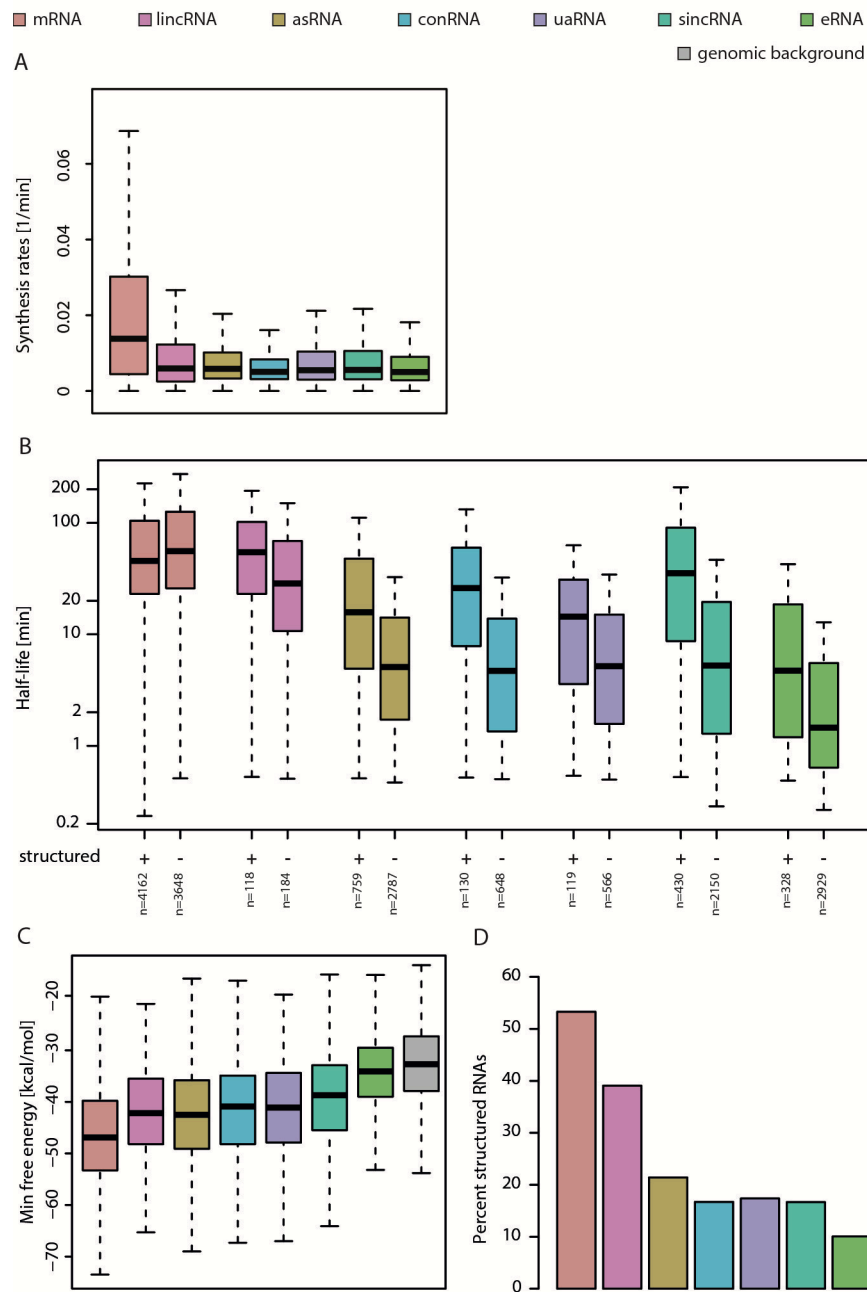 mRNA lincRNA asRNA conRNA uaRNA sincRNA eRNA
genomic background
A
Synthesis rates [1/min]
0.06
0.04
0.02
0
B
Half-life [min]
200
100
20
10
2
1
0.2
structured + - + - + - + - + - + - + -
n=4162 n=3648 n=118 n=184 n=759 n=2787 n=130 n=648 n=119 n=566 n=430 n=2150 n=328 n=2929
C
Min free energy [kcal/mol]
−20
−30
−40
−50
−60
−70
D
Percent structured RNAs
60
50
40
30
20
10
0